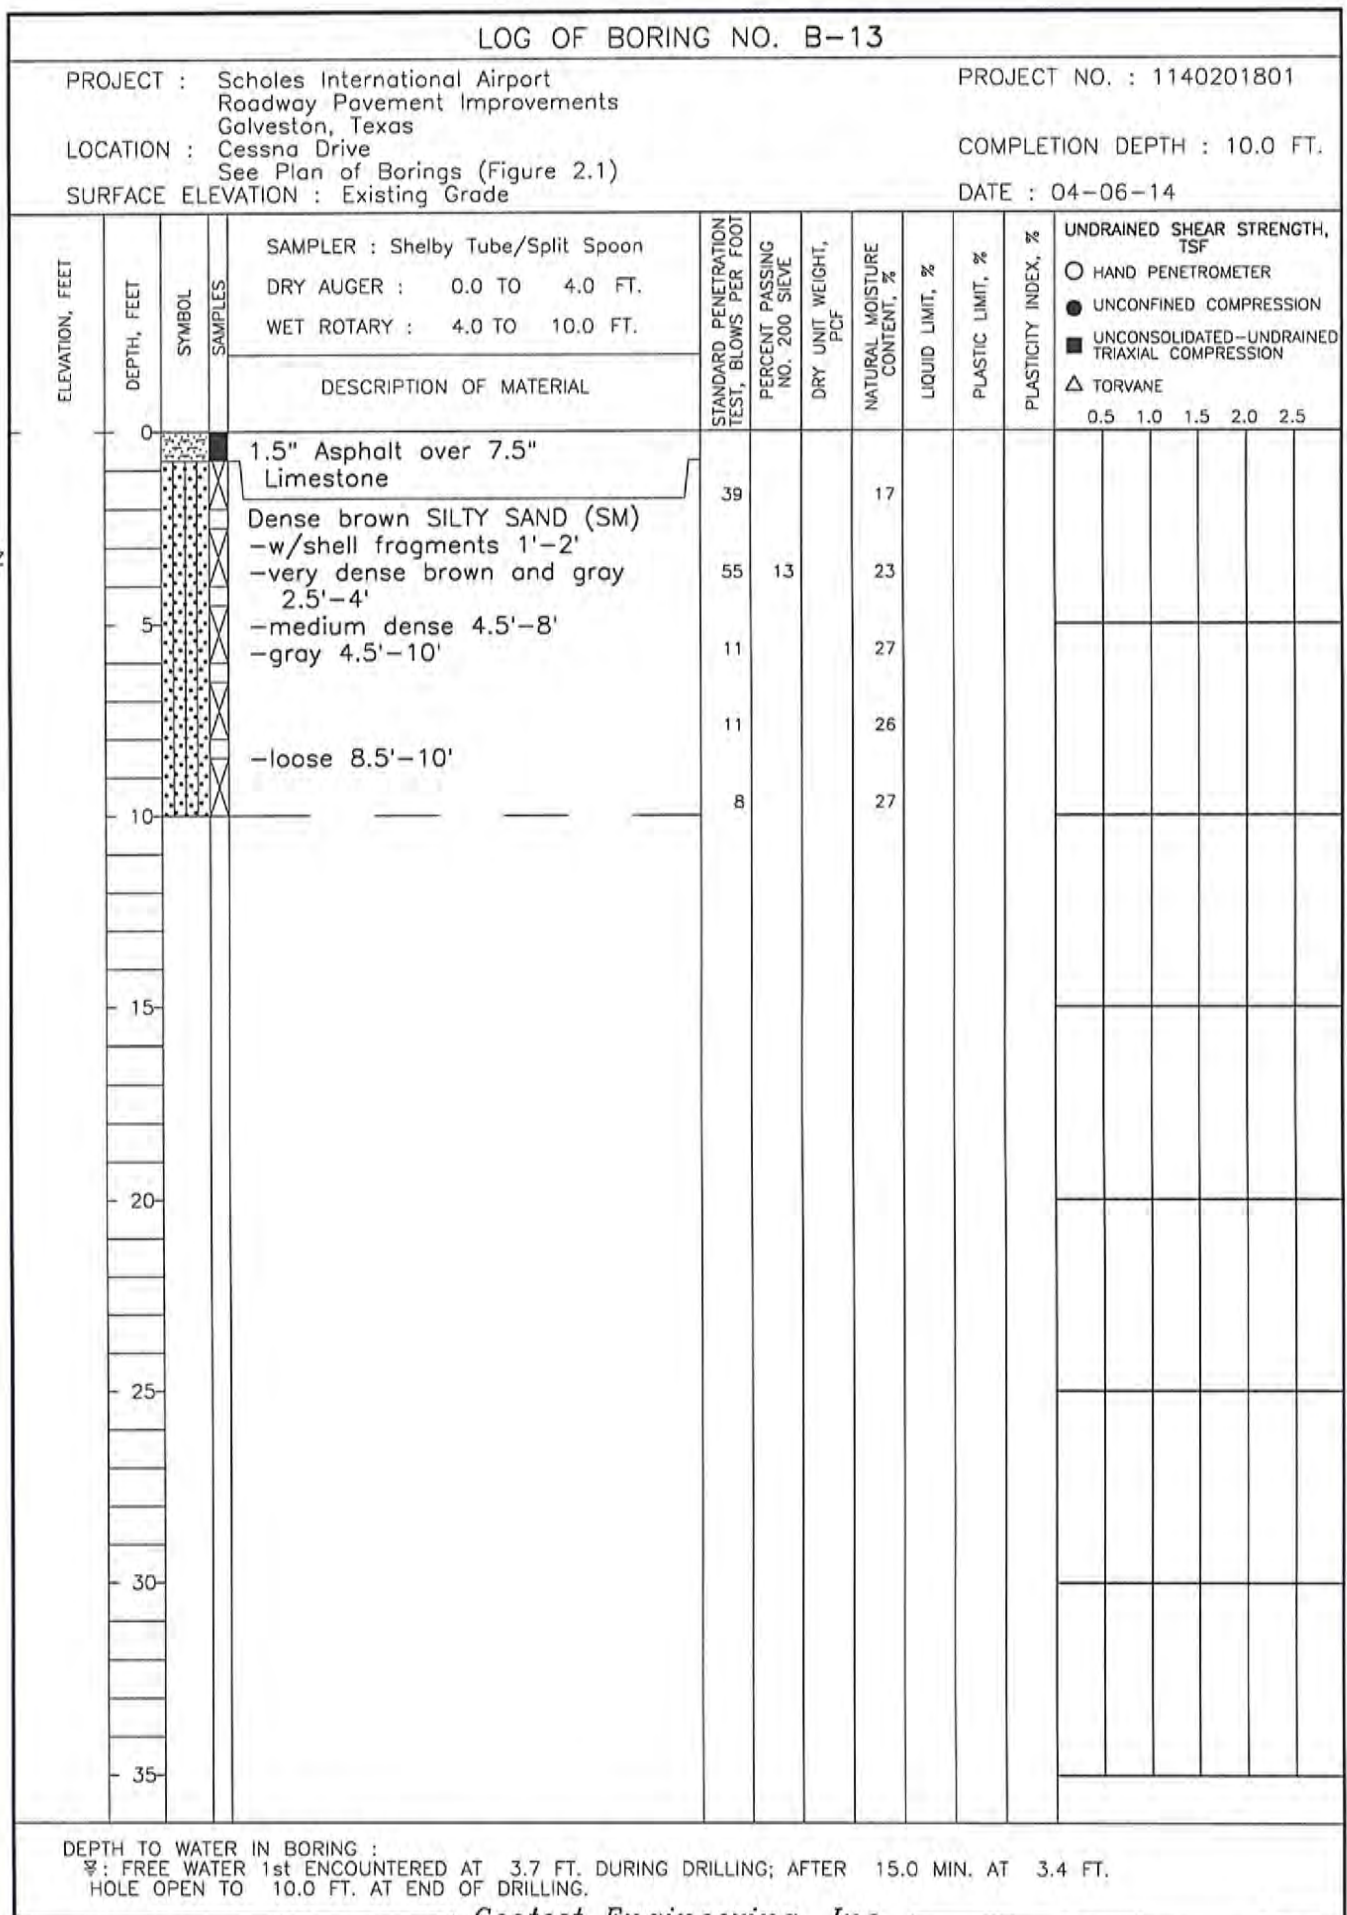 LOG OF BORING NO. B-13
PROJECT : Scholes International Airport
Roadway Pavement Improvements
Galveston, Texas
LOCATION : Cessna Drive
See Plan of Borings (Figure 2.1)
SURFACE ELEVATION : Existing Grade
PROJECT NO. : 1140201801
COMPLETION DEPTH : 10.0 FT.
DATE : 04-06-14
ELEVATION, FEET
DEPTH, FEET
SYMBOL
SAMPLES
SAMPLER : Shelby Tube/Split Spoon
DRY AUGER : 0.0 TO 4.0 FT.
WET ROTARY : 4.0 TO 10.0 FT.
DESCRIPTION OF MATERIAL
STANDARD PENETRATION
TEST, BLOWS PER FOOT
PERCENT PASSING
NO. 200 SIEVE
DRY UNIT WEIGHT,
PCF
NATURAL MOISTURE
CONTENT, %
LIQUID LIMIT, %
PLASTIC LIMIT, %
PLASTICITY INDEX, %
UNDRAINED SHEAR STRENGTH,
TSF
HAND PENETROMETER
UNCONFINED COMPRESSION
UNCONSOLIDATED-UNDRAINED
TRIAXIAL COMPRESSION
TORVANE
0.5 1.0 1.5 2.0 2.5
0
1.5" Asphalt over 7.5"
Limestone
39 17
Dense brown SILTY SAND (SM)
-w/shell fragments 1'-2'
-very dense brown and gray
2.5'-4'
55 13 23
5
-medium dense 4.5'-8'
-gray 4.5'-10'
11 27
11 26
-loose 8.5'-10'
8 27
10
15
20
25
30
35
DEPTH TO WATER IN BORING :
: FREE WATER 1st ENCOUNTERED AT 3.7 FT. DURING DRILLING; AFTER 15.0 MIN. AT 3.4 FT.
HOLE OPEN TO 10.0 FT. AT END OF DRILLING.